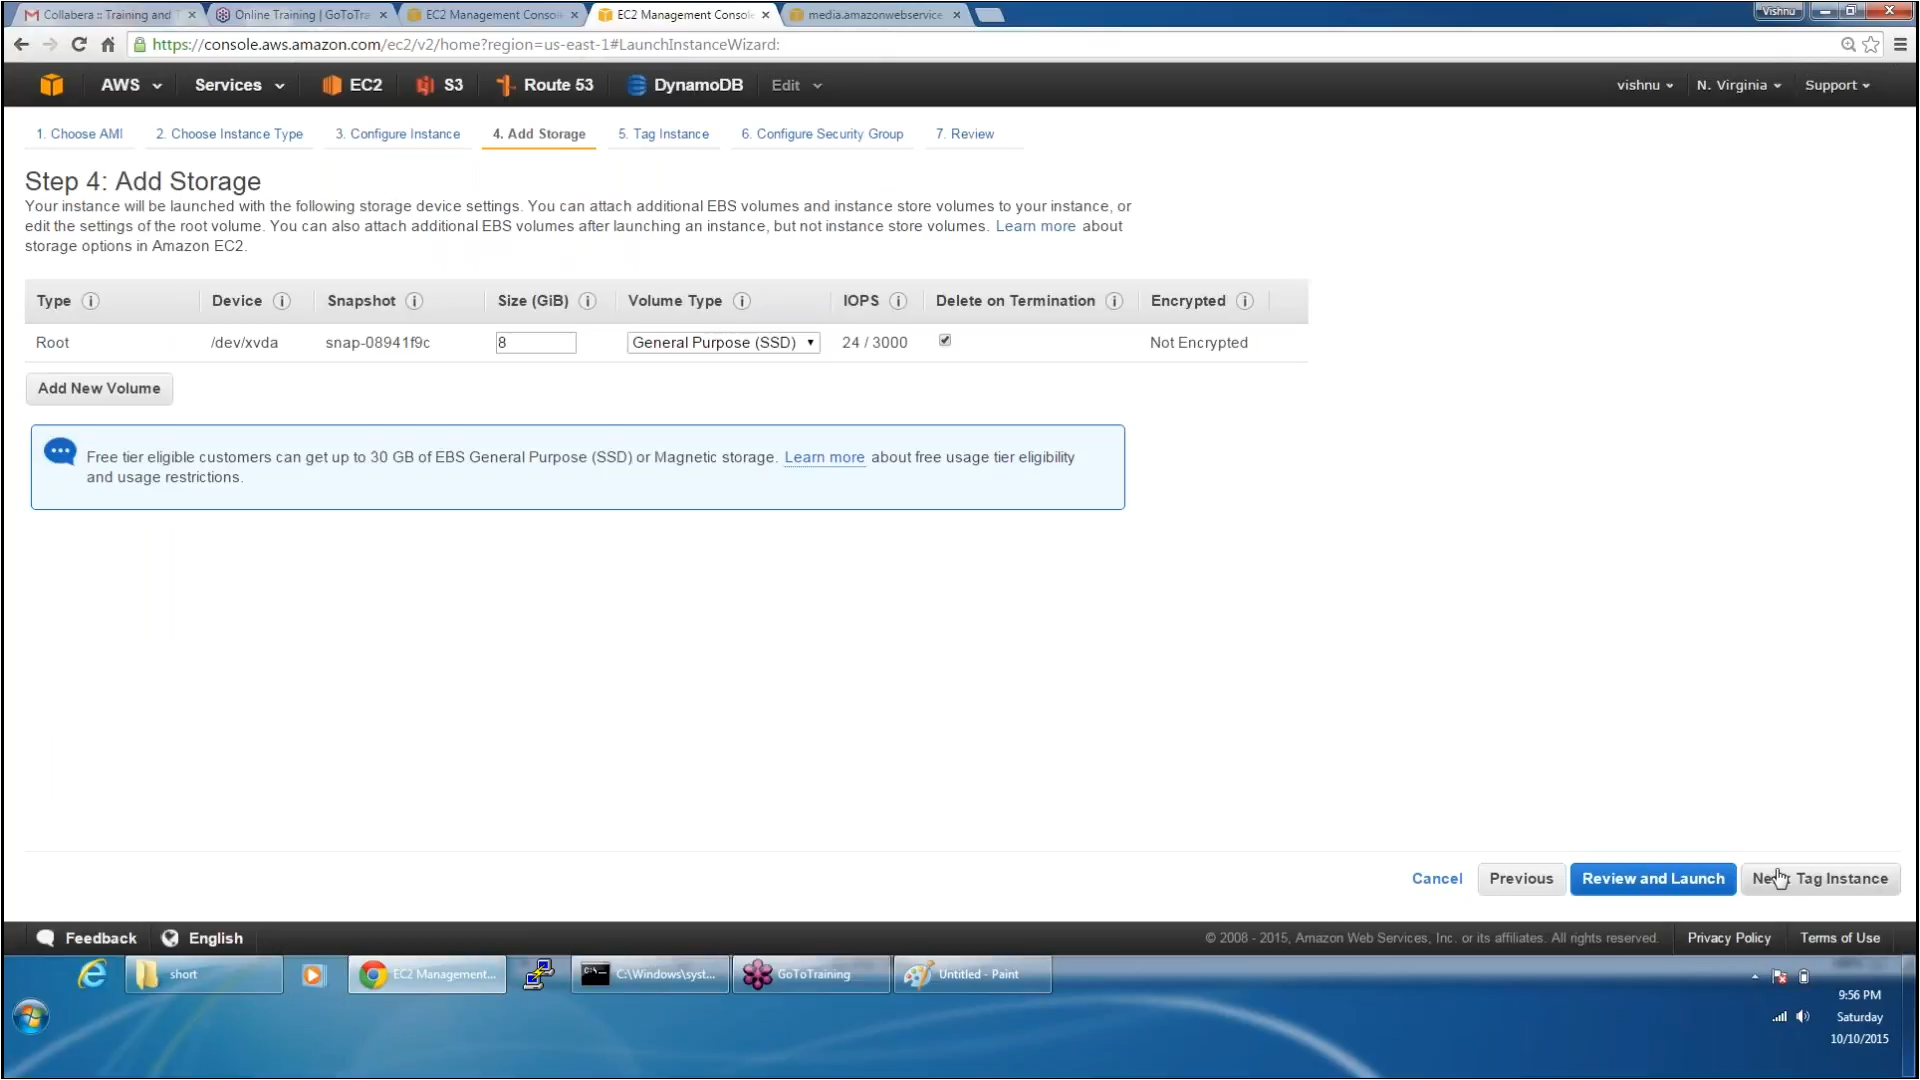 Collabera :: Training and T
Online Training | GoToTra
EC2 Management Conso
EC2 Management Consol
media.amazonwebservice
Vishnu
https://console.aws.amazon.com/ec2/v2/home?region=us-east-1#LaunchInstanceWizard:
AWS Services EC2 S3 Route 53 DynamoDB Edit vishnu N. Virginia Support
1. Choose AMI 2. Choose Instance Type 3. Configure Instance 4. Add Storage 5. Tag Instance 6. Configure Security Group 7. Review
Step 4: Add Storage
Your instance will be launched with the following storage device settings. You can attach additional EBS volumes and instance store volumes to your instance, or
edit the settings of the root volume. You can also attach additional EBS volumes after launching an instance, but not instance store volumes. Learn more about
storage options in Amazon EC2.
Type Device Snapshot Size (GiB) Volume Type IOPS Delete on Termination Encrypted
Root /dev/xvda snap-08941f9c 8 General Purpose (SSD) 24 / 3000 Not Encrypted
Add New Volume
Free tier eligible customers can get up to 30 GB of EBS General Purpose (SSD) or Magnetic storage. Learn more about free usage tier eligibility
and usage restrictions.
Cancel Previous Review and Launch Tag Instance
Feedback English © 2008 - 2015, Amazon Web Services, Inc. or its affiliates. All rights reserved. Privacy Policy Terms of Use
short EC2 Management... C:\Windows\syst... GoToTraining Untitled - Paint
9:56 PM
Saturday
10/10/2015